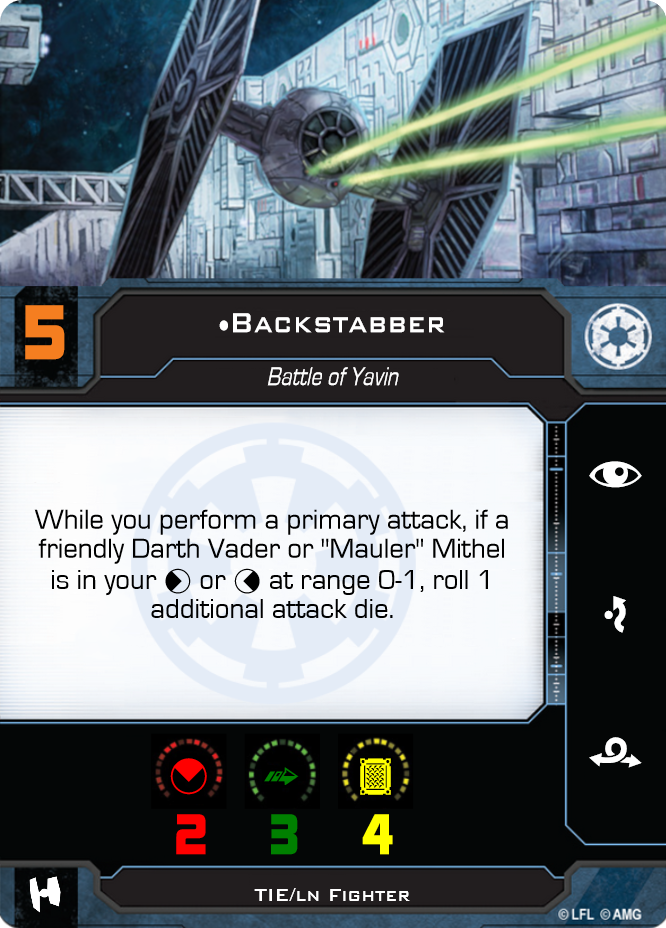 5
•Backstabber
Battle of Yavin
While you perform a primary attack, if a
friendly Darth Vader or "Mauler" Mithel
is in your or at range 0-1, roll 1
additional attack die.
2 3 4
TIE/ln Fighter
©LFL ©AMG